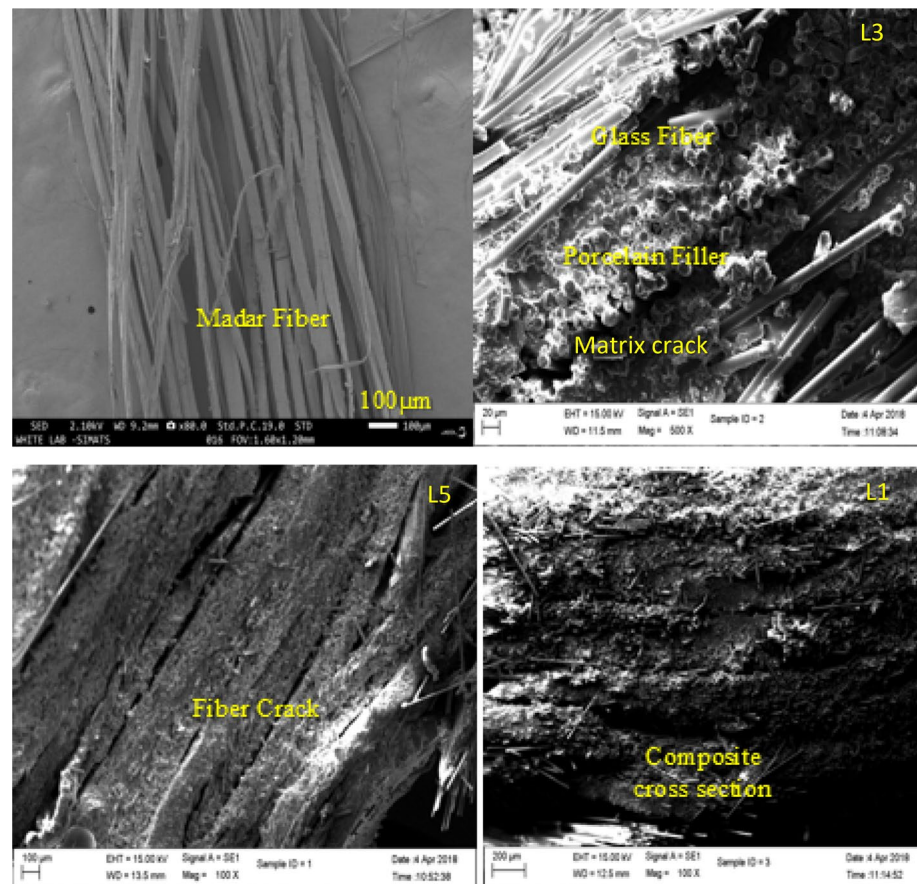 Madar Fiber
100μm
SED 2.10kV WD 9.2mm x80.0 Std.P.C.19.0 STD 100μm
WHITE LAB -SIMATS 016 FOV:1.60x1.20mm
L3
Glass Fiber
Porcelain Filler
Matrix crack
20 μm EHT = 15.00 kV Signal A = SE1 Sample ID = 2 Date :4 Apr 2018
WD = 11.5 mm Mag = 500 X Time :11:08:34
L5
Fiber Crack
100 μm EHT = 15.00 kV Signal A = SE1 Sample ID = 1 Date :4 Apr 2018
WD = 13.5 mm Mag = 100 X Time :10:52:38
L1
Composite
cross section
200 μm EHT = 15.00 kV Signal A = SE1 Sample ID = 3 Date :4 Apr 2018
WD = 12.5 mm Mag = 100 X Time :11:14:52